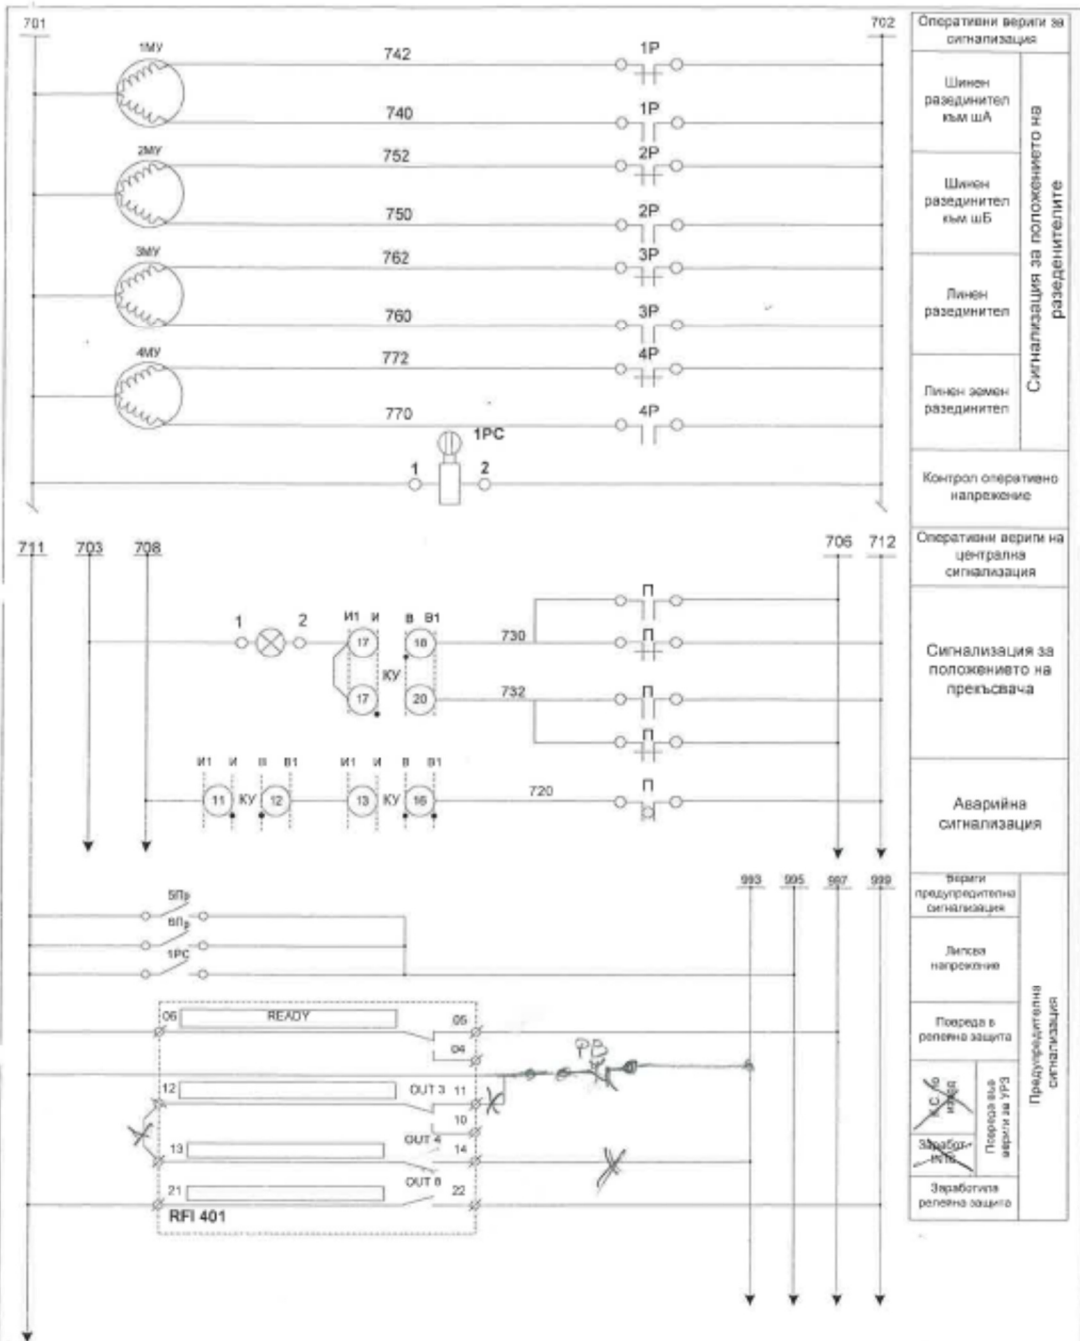 701
702
Оперативни вериги за
сигнализация
1МУ
742
1Р
740
1Р
Шинен
разединител
към шА
2МУ
752
2Р
750
2Р
Шинен
разединител
към шБ
3МУ
762
3Р
760
3Р
Линен
разединител
4МУ
772
4Р
770
4Р
Линен земен
разединител
Сигнализация за положението на
разеденителите
1РС
1
2
Контрол оперативно
напрежение
711
703
708
706
712
Оперативни вериги на
централна
сигнализация
1
2
И1 И В В1
17
18
КУ
17
20
730
732
П
П
П
П
Сигнализация за
положението на
прекъсвача
И1 И В В1
И1 И В В1
11 КУ 12
13 КУ 16
720
П
Аварийна
сигнализация
993
995
997
999
Вериги
предупредителна
сигнализация
5Пр
6Пр
1РС
Липсва
напрежение
06
READY
05
04
Повреда в
релейна защита
РВ
12
OUT 3
11
10
OUT 4
13
14
OUT 8
21
22
RFI 401
Повреда във
вериги за УРЗ
Заработила
релейна защита
Предупредителна
сигнализация